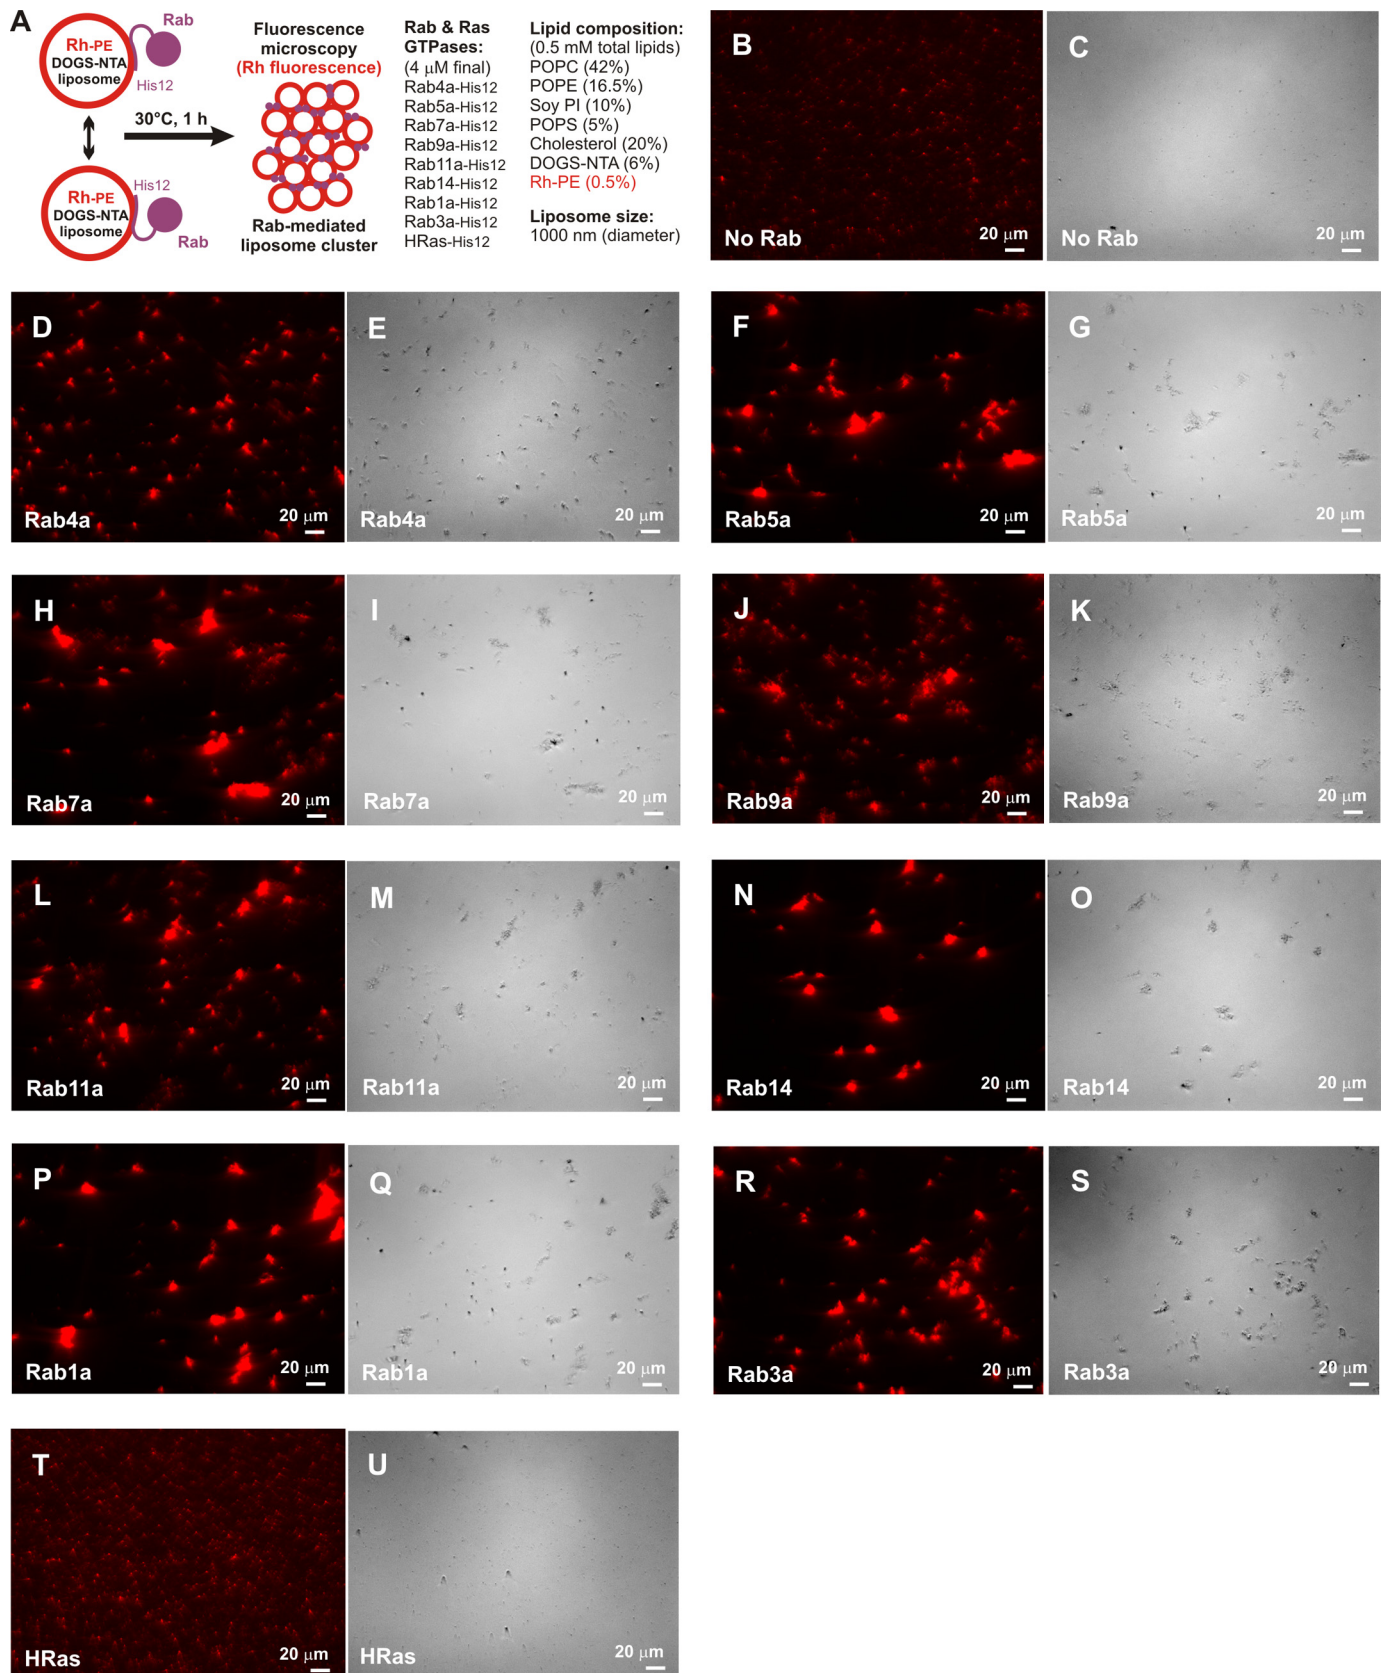 A
Rab
Rh-PE
DOGS-NTA
liposome
His12
30°C, 1 h
His12
Rh-PE
DOGS-NTA
liposome
Rab
Fluorescence
microscopy
(Rh fluorescence)
Rab-mediated
liposome cluster
Rab & Ras
GTPases:
(4 μM final)
Rab4a-His12
Rab5a-His12
Rab7a-His12
Rab9a-His12
Rab11a-His12
Rab14-His12
Rab1a-His12
Rab3a-His12
HRas-His12
Lipid composition:
(0.5 mM total lipids)
POPC (42%)
POPE (16.5%)
Soy PI (10%)
POPS (5%)
Cholesterol (20%)
DOGS-NTA (6%)
Rh-PE (0.5%)
Liposome size:
1000 nm (diameter)
B
No Rab
20 μm
C
No Rab
20 μm
D
Rab4a
20 μm
E
Rab4a
20 μm
F
Rab5a
20 μm
G
Rab5a
20 μm
H
Rab7a
20 μm
I
Rab7a
20 μm
J
Rab9a
20 μm
K
Rab9a
20 μm
L
Rab11a
20 μm
M
Rab11a
20 μm
N
Rab14
20 μm
O
Rab14
20 μm
P
Rab1a
20 μm
Q
Rab1a
20 μm
R
Rab3a
20 μm
S
Rab3a
20 μm
T
HRas
20 μm
U
HRas
20 μm